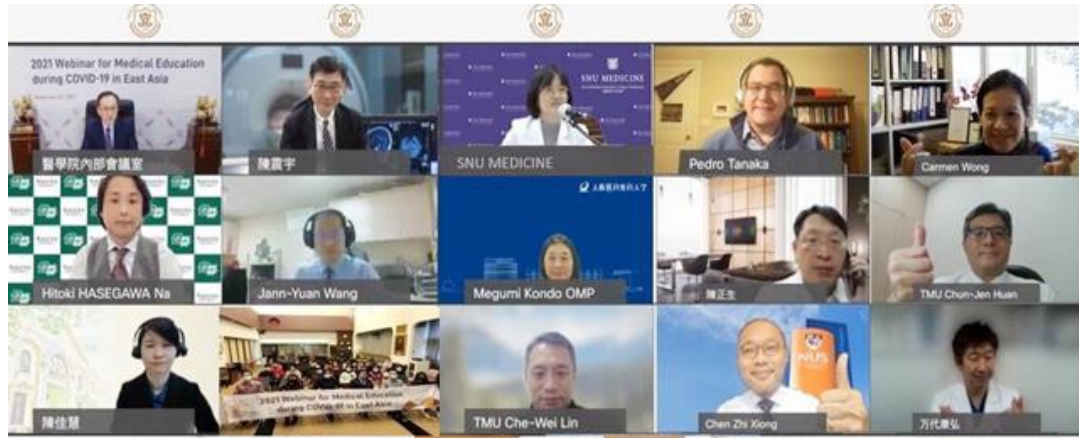 2021 Webinar for Medical Education
during COVID-19 in East Asia
醫學院內部會議室
陳震宇
SNU MEDICINE
SNU MEDICINE
Pedro Tanaka
Carmen Wong
Hitoki HASEGAWA Na
Jann-Yuan Wang
Megumi Kondo OMP
陳正生
TMU Chun-Jen Huan
陳佳慧
2021 Webinar for Medical Education
during COVID-19 in East Asia
TMU Che-Wei Lin
NUS
Chen Zhi Xiong
万代康弘